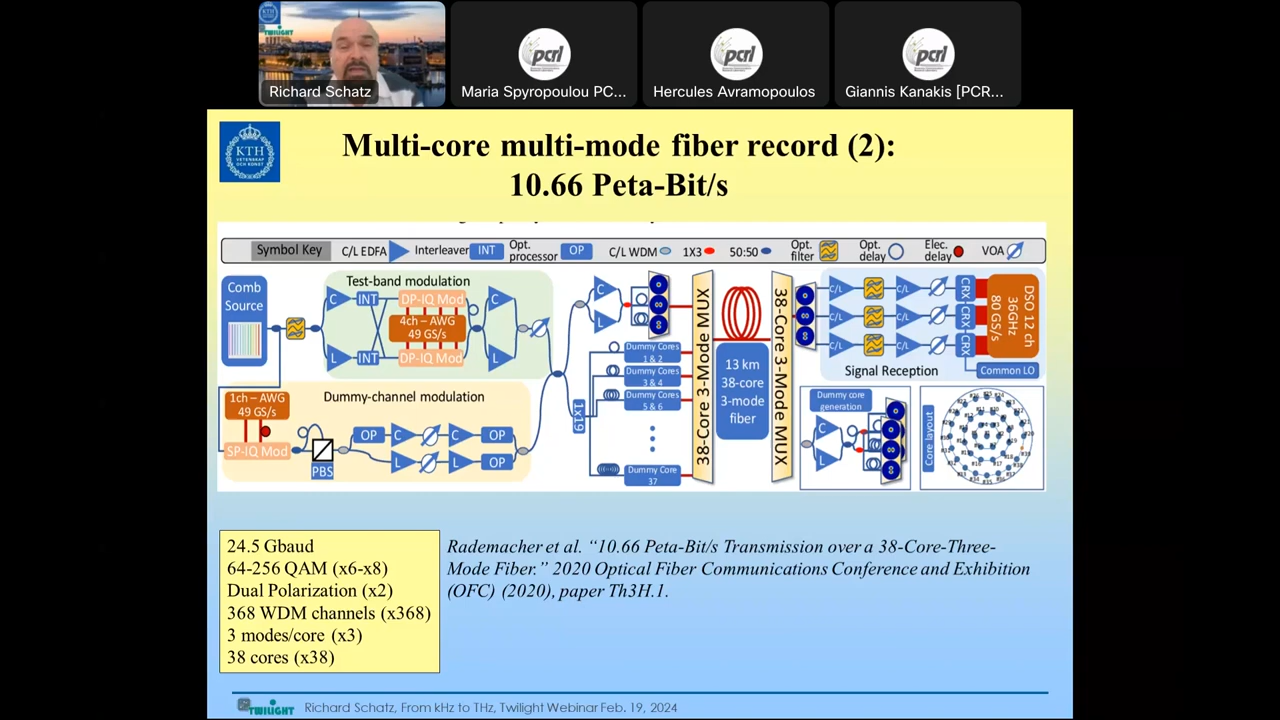 TWILIGHT
Richard Schatz
pcrl
Maria Spyropoulou PC...
pcrl
Hercules Avramopoulos
pcrl
Giannis Kanakis [PCR...
KTH
VETENSKAP
OCH KONST
Multi-core multi-mode fiber record (2):
10.66 Peta-Bit/s
Symbol Key
C/L EDFA
Interleaver
INT
Opt.
processor
OP
C/L WDM
1X3
50:50
Opt.
filter
Opt.
delay
Elec.
delay
VOA
Comb
Source
Test-band modulation
C
INT
DP-IQ Mod
4ch – AWG
49 GS/s
L
INT
DP-IQ Mod
C
L
1ch – AWG
49 GS/s
SP-IQ Mod
PBS
Dummy-channel modulation
OP
C
C
OP
L
L
OP
1x19
C
L
Dummy Cores
1 & 2
Dummy Cores
3 & 4
Dummy Cores
5 & 6
Dummy Core
37
38-Core 3-Mode MUX
13 km
38-core
3-mode
fiber
38-Core 3-Mode MUX
C/L
C/L
CRX
C/L
C/L
CRX
C/L
C/L
CRX
DSO 12 ch
36GHz
80 GS/s
Signal Reception
Common LO
Dummy core
generation
C
L
Core layout
24.5 Gbaud
64-256 QAM (x6-x8)
Dual Polarization (x2)
368 WDM channels (x368)
3 modes/core (x3)
38 cores (x38)
Rademacher et al. “10.66 Peta-Bit/s Transmission over a 38-Core-Three-
Mode Fiber.” 2020 Optical Fiber Communications Conference and Exhibition
(OFC) (2020), paper Th3H.1.
TWILIGHT
Richard Schatz, From kHz to THz, Twilight Webinar Feb. 19, 2024